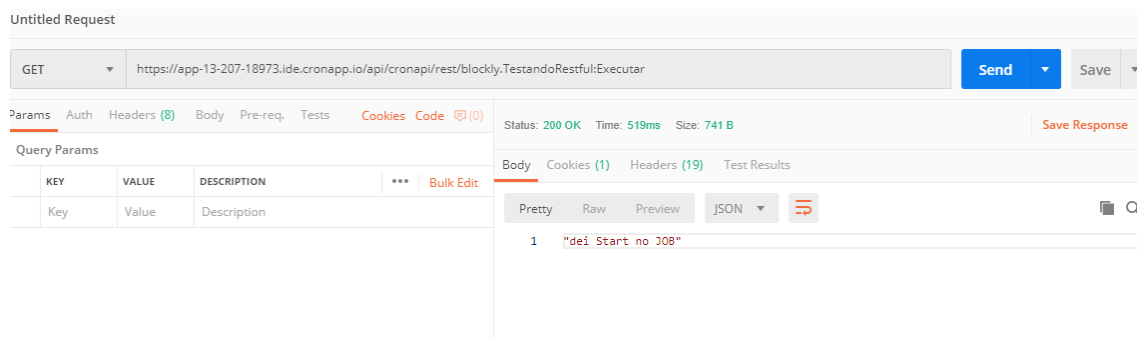 Untitled Request
GET https://app-13-207-18973.ide.cronapp.io/api/cronapi/rest/blockly.TestandoRestful:Executar Send Save
Params Auth Headers (8) Body Pre-req. Tests Cookies Code (0)
Query Params
KEY VALUE DESCRIPTION ••• Bulk Edit
Key Value Description
Status: 200 OK Time: 519ms Size: 741 B Save Response
Body Cookies (1) Headers (19) Test Results
Pretty Raw Preview JSON
1 "dei Start no JOB"